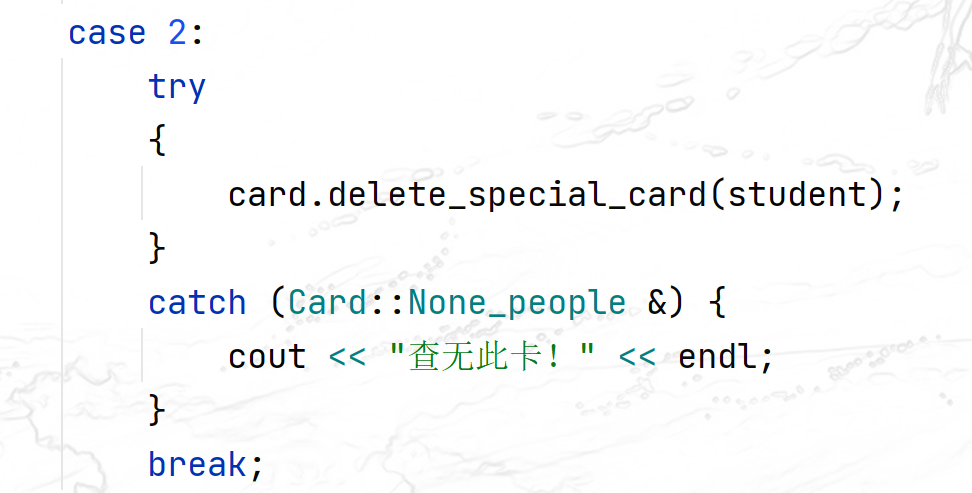 case 2:
try
{
card.delete_special_card(student);
}
catch (Card::None_people &) {
cout << "查无此卡！" << endl;
}
break;